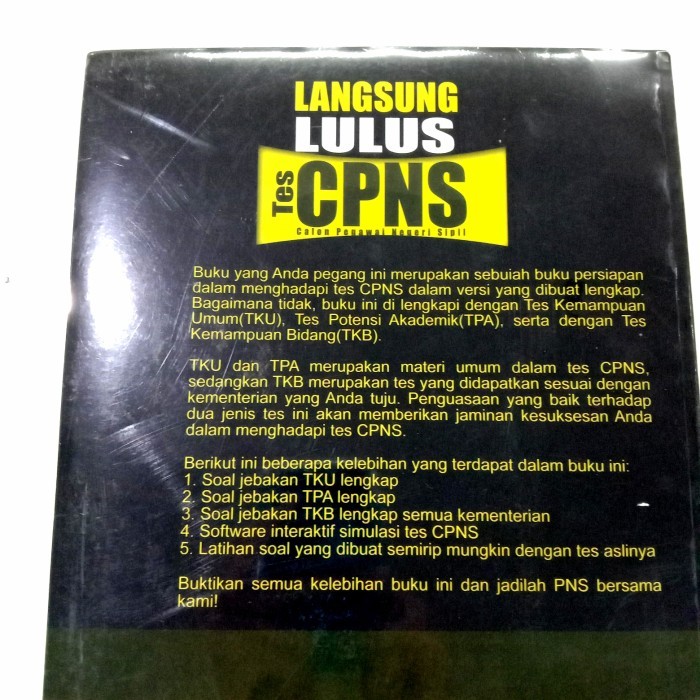 LANGSUNG
LULUS
Tes CPNS
Calon Pegawai Negeri Sipil
Buku yang Anda pegang ini merupakan sebuiah buku persiapan
dalam menghadapi tes CPNS dalam versi yang dibuat lengkap.
Bagaimana tidak, buku ini di lengkapi dengan Tes Kemampuan
Umum(TKU), Tes Potensi Akademik(TPA), serta dengan Tes
Kemampuan Bidang(TKB).
TKU dan TPA merupakan materi umum dalam tes CPNS,
sedangkan TKB merupakan tes yang didapatkan sesuai dengan
kementerian yang Anda tuju. Penguasaan yang baik terhadap
dua jenis tes ini akan memberikan jaminan kesuksesan Anda
dalam menghadapi tes CPNS.
Berikut ini beberapa kelebihan yang terdapat dalam buku ini:
1. Soal jebakan TKU lengkap
2. Soal jebakan TPA lengkap
3. Soal jebakan TKB lengkap semua kementerian
4. Software interaktif simulasi tes CPNS
5. Latihan soal yang dibuat semirip mungkin dengan tes aslinya
Buktikan semua kelebihan buku ini dan jadilah PNS bersama
kami!